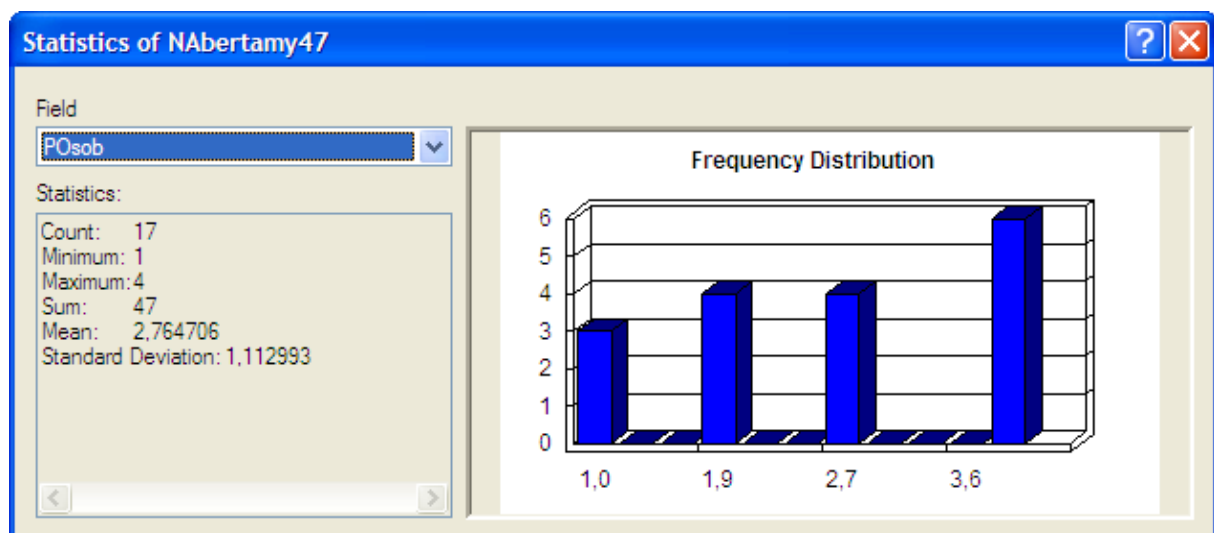 Statistics of NAbertamy47
Field
POsob
Statistics:
Count: 17
Minimum: 1
Maximum: 4
Sum: 47
Mean: 2,764706
Standard Deviation: 1,112993
Frequency Distribution
6
5
4
3
2
1
0
1,0 1,9 2,7 3,6